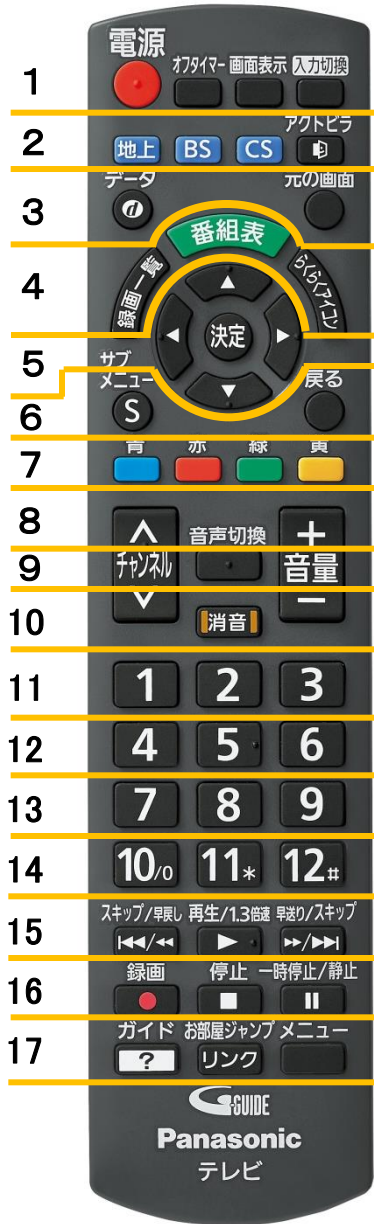 電源
オフタイマー 画面表示 入力切換
1
アクトビラ
2 地上 BS CS
データ 元の画面
3 d
番組表
4 録画一覧 らくらくアイコン
▲
◀ 決定 ▶
5 サブメニュー 戻る
▼
6 S
青 赤 緑 黄
7
8 ∧ 音声切換 +
9 チャンネル 音量
∨ −
10 消音
11 1 2 3
12 4 5 6
13 7 8 9
14 10/0 11* 12#
スキップ/早戻し 再生/1.3倍速 早送り/スキップ
15 |◀◀/◀◀ ▶ ▶▶/▶▶|
録画 停止 一時停止/静止
16 ● ■ ❚❚
ガイド お部屋ジャンプ メニュー
17 ? リンク
G-GUIDE
Panasonic
テレビ